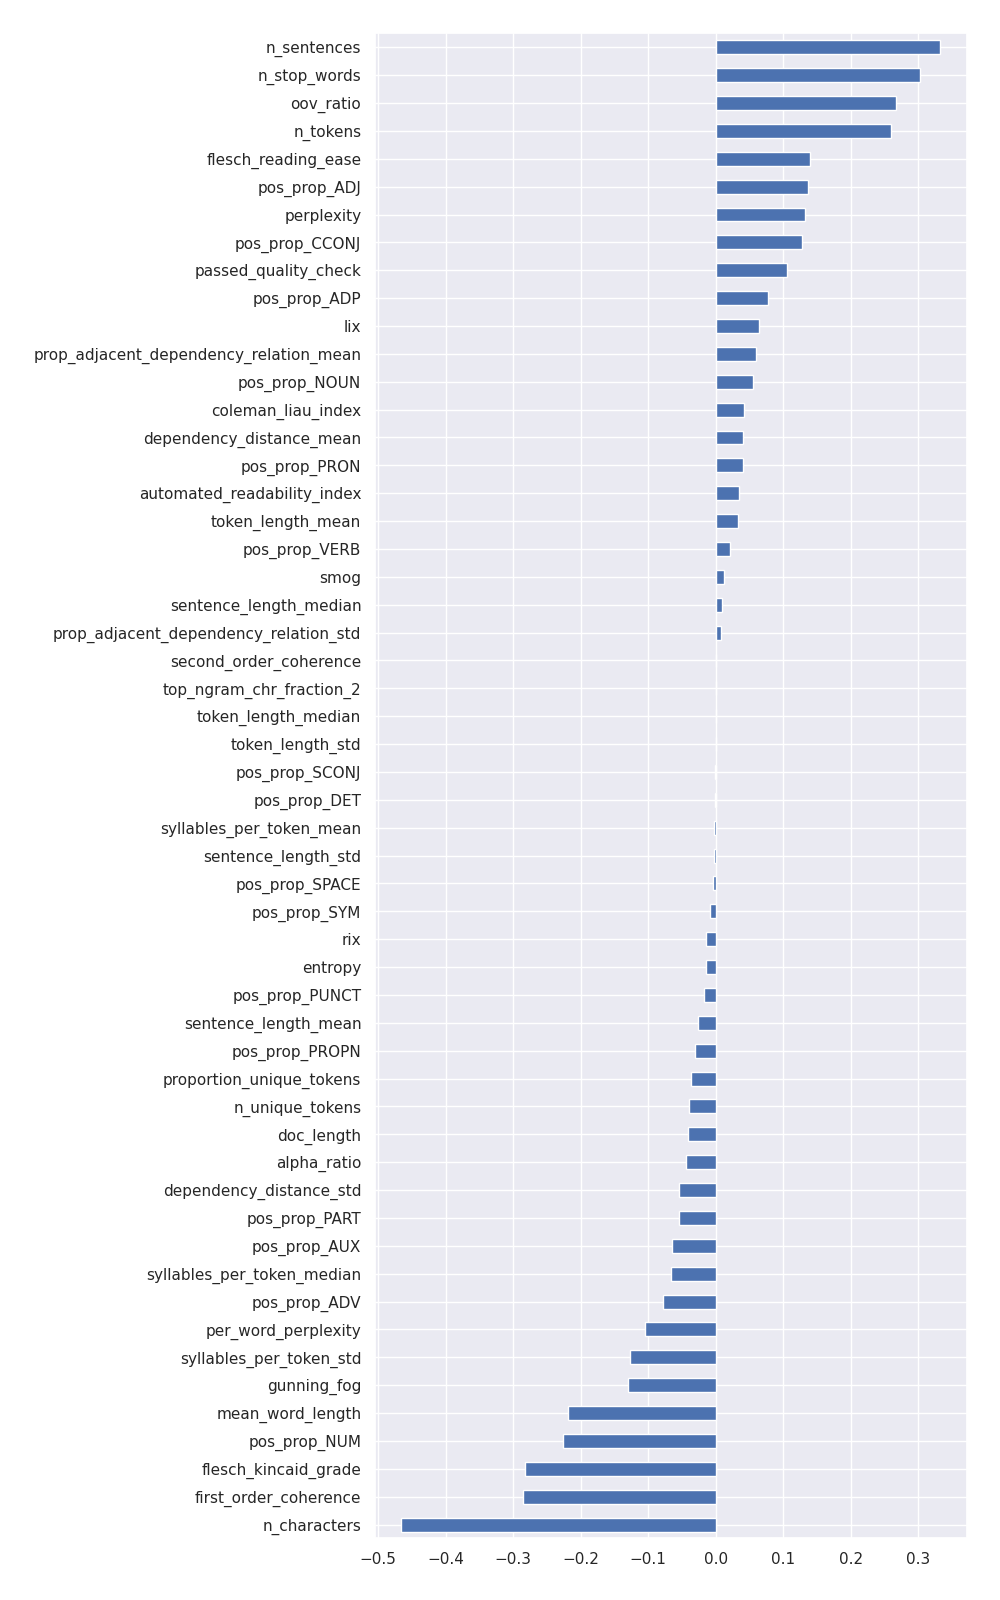 n_sentences
n_stop_words
oov_ratio
n_tokens
flesch_reading_ease
pos_prop_ADJ
perplexity
pos_prop_CCONJ
passed_quality_check
pos_prop_ADP
lix
prop_adjacent_dependency_relation_mean
pos_prop_NOUN
coleman_liau_index
dependency_distance_mean
pos_prop_PRON
automated_readability_index
token_length_mean
pos_prop_VERB
smog
sentence_length_median
prop_adjacent_dependency_relation_std
second_order_coherence
top_ngram_chr_fraction_2
token_length_median
token_length_std
pos_prop_SCONJ
pos_prop_DET
syllables_per_token_mean
sentence_length_std
pos_prop_SPACE
pos_prop_SYM
rix
entropy
pos_prop_PUNCT
sentence_length_mean
pos_prop_PROPN
proportion_unique_tokens
n_unique_tokens
doc_length
alpha_ratio
dependency_distance_std
pos_prop_PART
pos_prop_AUX
syllables_per_token_median
pos_prop_ADV
per_word_perplexity
syllables_per_token_std
gunning_fog
mean_word_length
pos_prop_NUM
flesch_kincaid_grade
first_order_coherence
n_characters
−0.5 −0.4 −0.3 −0.2 −0.1 0.0 0.1 0.2 0.3